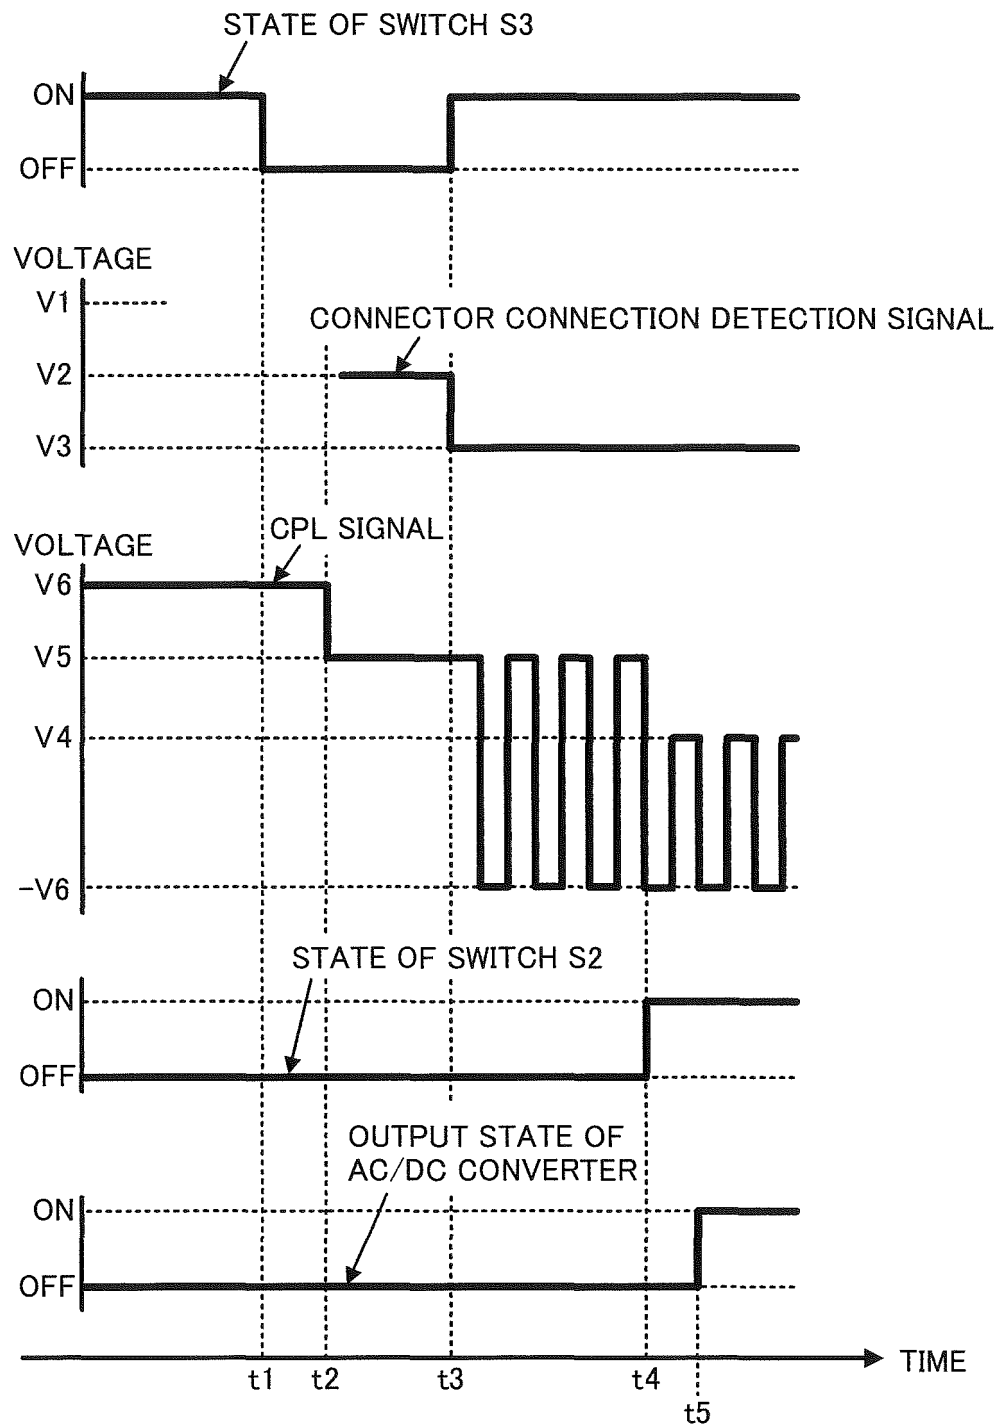 STATE OF SWITCH S3
ON
OFF
VOLTAGE
V1
CONNECTOR CONNECTION DETECTION SIGNAL
V2
V3
CPL SIGNAL
VOLTAGE
V6
V5
V4
-V6
STATE OF SWITCH S2
ON
OFF
OUTPUT STATE OF
AC/DC CONVERTER
ON
OFF
TIME
t1 t2 t3 t4
t5